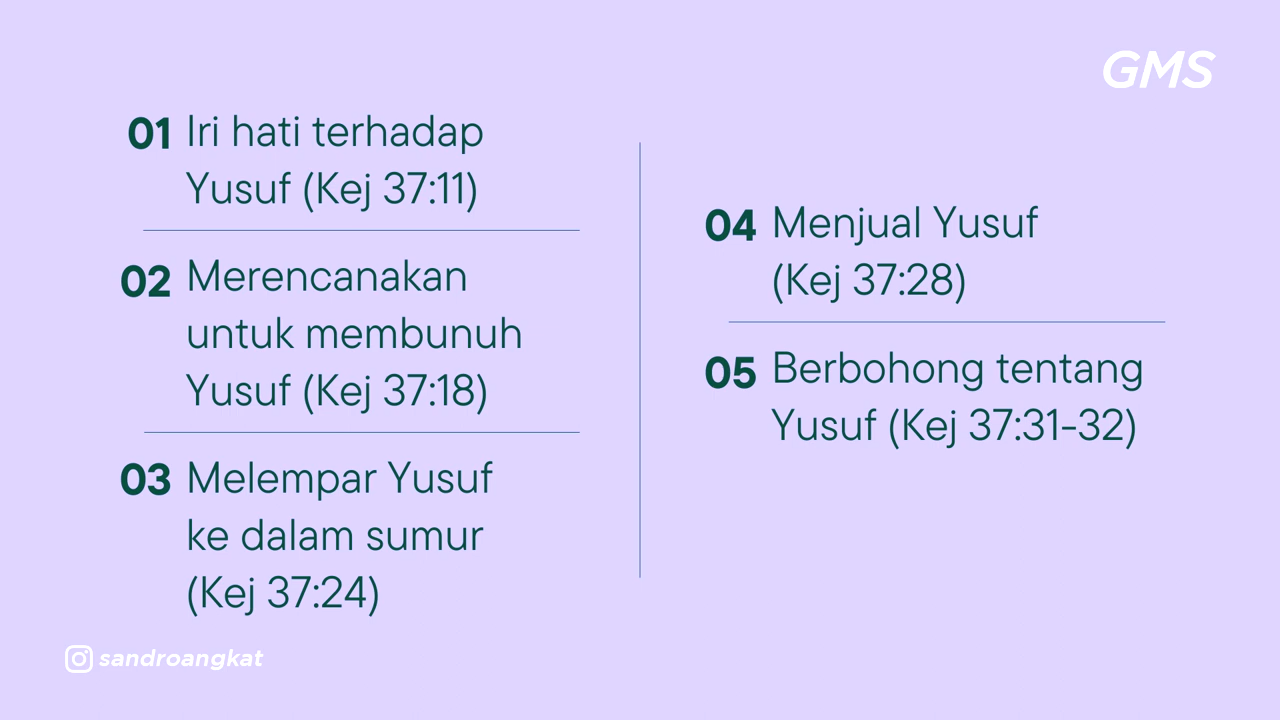 GMS
01 Iri hati terhadap
Yusuf (Kej 37:11)
02 Merencanakan
untuk membunuh
Yusuf (Kej 37:18)
03 Melempar Yusuf
ke dalam sumur
(Kej 37:24)
04 Menjual Yusuf
(Kej 37:28)
05 Berbohong tentang
Yusuf (Kej 37:31-32)
sandroangkat